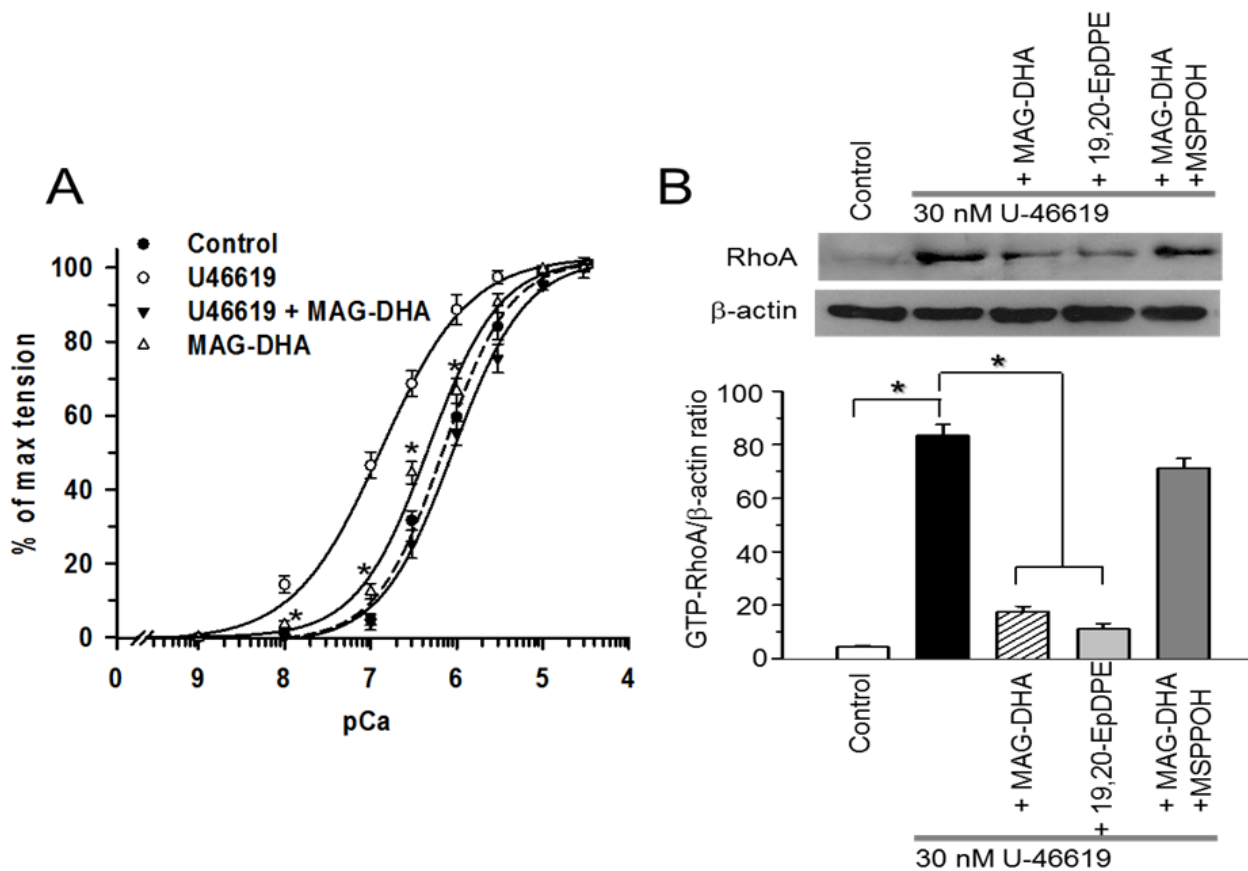 A
Control
U46619
U46619 + MAG-DHA
MAG-DHA
% of max tension
100
80
60
40
20
0
0 9 8 7 6 5 4
pCa
*
*
*
*
B
Control
+ MAG-DHA
+ 19,20-EpDPE
+ MAG-DHA
+MSPPOH
30 nM U-46619
RhoA
β-actin
*
*
GTP-RhoA/β-actin ratio
100
80
60
40
20
0
Control
+ MAG-DHA
+ 19,20-EpDPE
+ MAG-DHA
+MSPPOH
30 nM U-46619